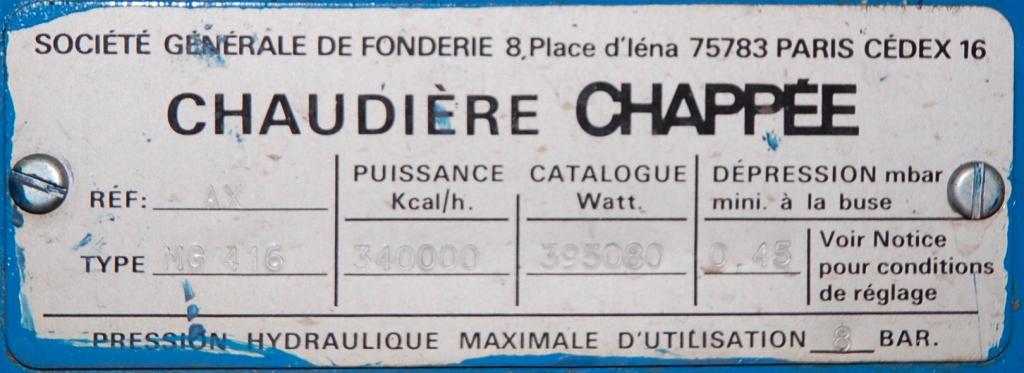 SOCIÉTÉ GÉNÉRALE DE FONDERIE 8,Place d'Iéna 75783 PARIS CÉDEX 16
CHAUDIÈRE CHAPPÉE
RÉF: AX
TYPE MG 416
PUISSANCE CATALOGUE
Kcal/h. Watt.
340000 395080
DÉPRESSION mbar
mini. à la buse
0.45
Voir Notice
pour conditions
de réglage
PRESSION HYDRAULIQUE MAXIMALE D'UTILISATION 8 BAR.